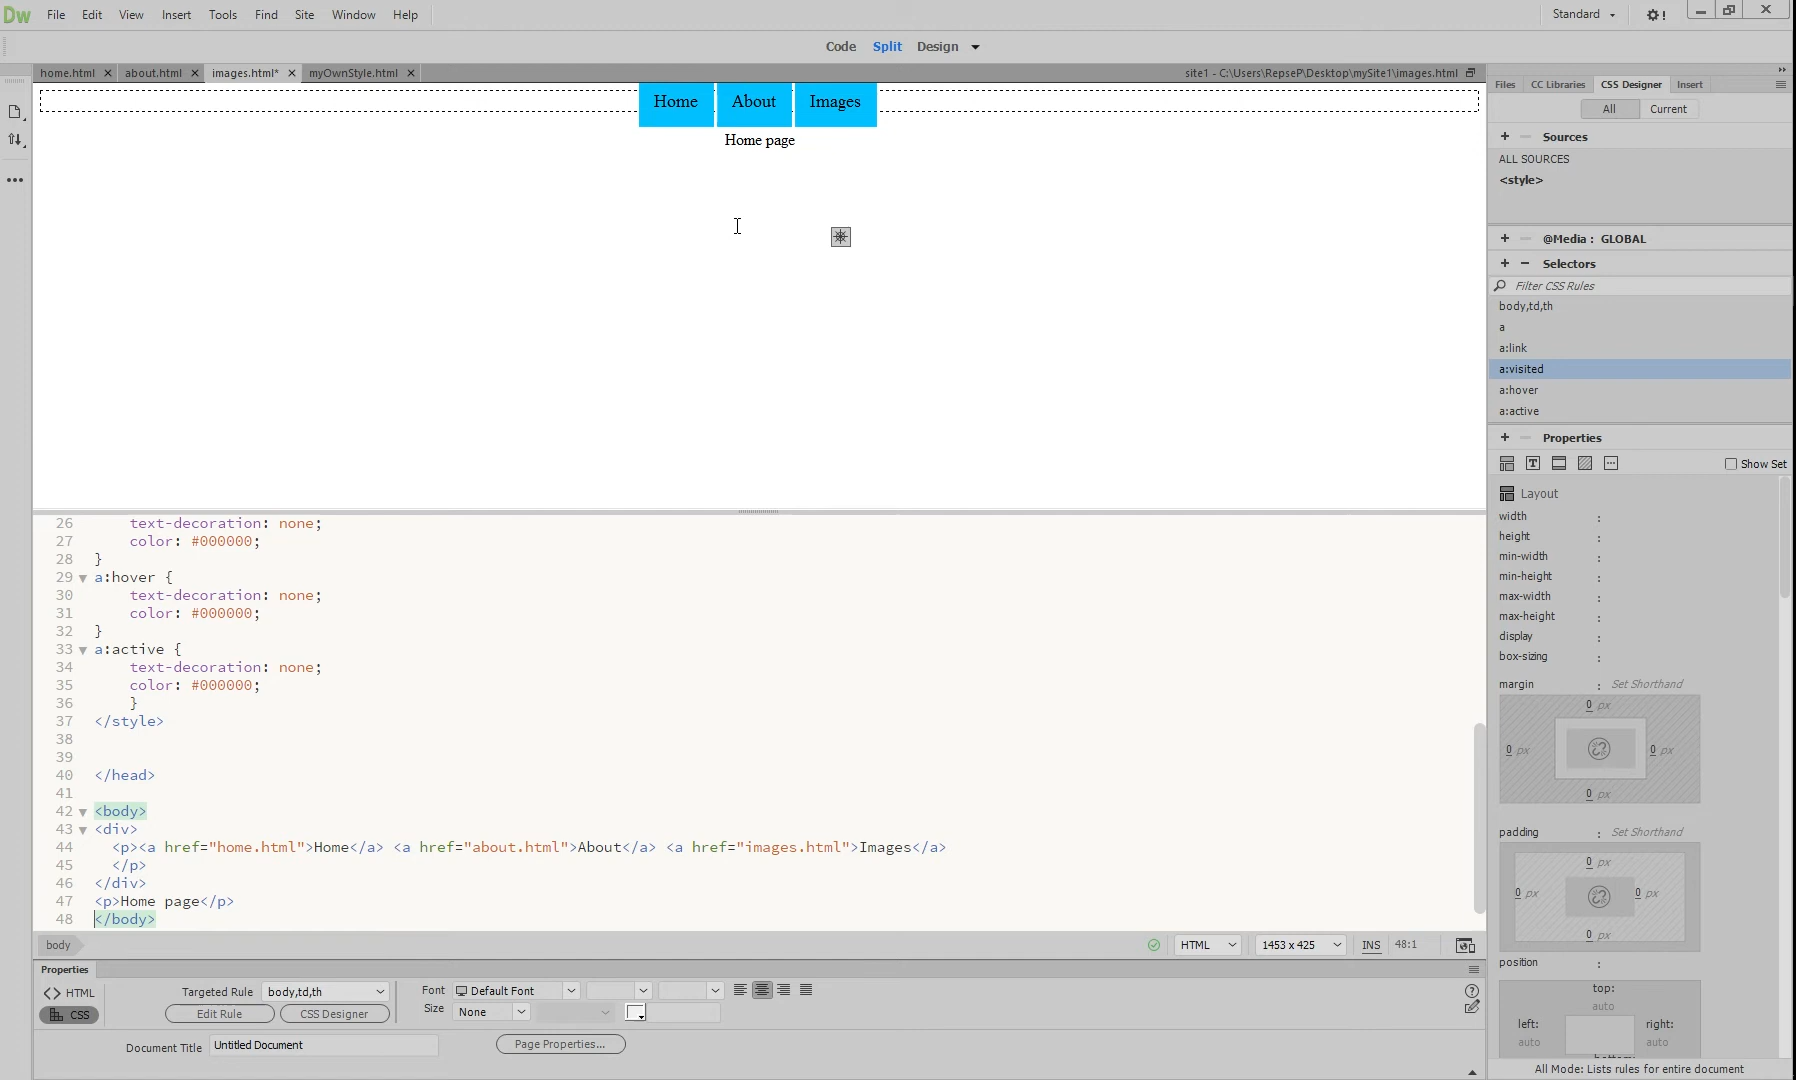 Dw File Edit View Insert Tools Find Site Window Help Standard !
Code Split Design
home.html about.html images.html* myOwnStyle.html site1 - C:\Users\RepseP\Desktop\mySite1\images.html
Home About Images
Home page
26 text-decoration: none;
27 color: #000000;
28 }
29 a:hover {
30 text-decoration: none;
31 color: #000000;
32 }
33 a:active {
34 text-decoration: none;
35 color: #000000;
36 }
37 </style>
38
39
40 </head>
41
42 <body>
43 <div>
44 <p><a href="home.html">Home</a> <a href="about.html">About</a> <a href="images.html">Images</a>
45 </p>
46 </div>
47 <p>Home page</p>
48 </body>
body HTML 1453 x 425 INS 48:1
Properties
HTML Targeted Rule body,td,th Font Default Font
CSS Edit Rule CSS Designer Size None
Document Title Untitled Document Page Properties...
Files CC Libraries CSS Designer Insert
All Current
+ Sources
ALL SOURCES
<style>
+ @Media : GLOBAL
+ − Selectors
Filter CSS Rules
body,td,th
a
a:link
a:visited
a:hover
a:active
+ Properties
Show Set
Layout
width :
height :
min-width :
min-height :
max-width :
max-height :
display :
box-sizing :
margin : Set Shorthand
0 px
0 px 0 px
0 px
padding : Set Shorthand
0 px
0 px 0 px
0 px
position :
top:
auto
left: right:
auto auto
All Mode: Lists rules for entire document